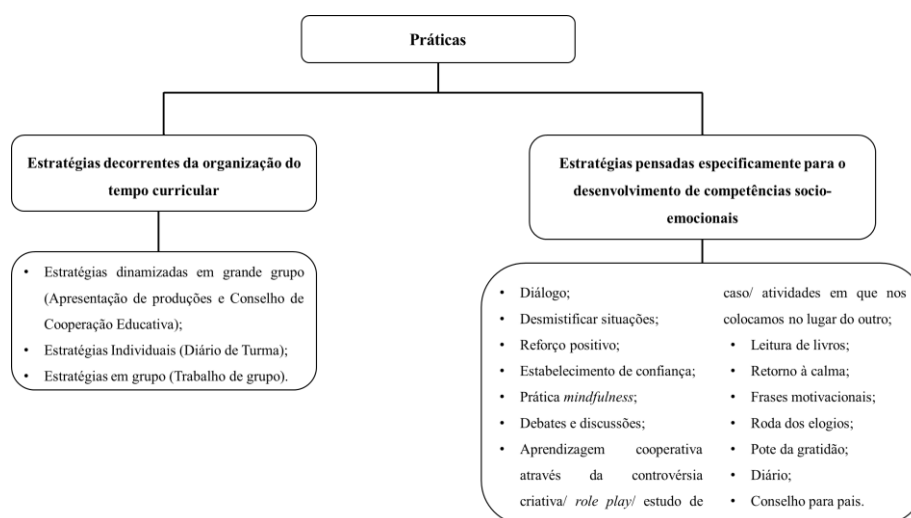 Práticas
Estratégias decorrentes da organização do
tempo curricular
• Estratégias dinamizadas em grande grupo
(Apresentação de produções e Conselho de
Cooperação Educativa);
• Estratégias Individuais (Diário de Turma);
• Estratégias em grupo (Trabalho de grupo).
Estratégias pensadas especificamente para o
desenvolvimento de competências socio-
emocionais
• Diálogo;
• Desmistificar situações;
• Reforço positivo;
• Estabelecimento de confiança;
• Prática mindfulness;
• Debates e discussões;
• Aprendizagem cooperativa
através da controvérsia
criativa/ role play/ estudo de
caso/ atividades em que nos
colocamos no lugar do outro;
• Leitura de livros;
• Retorno à calma;
• Frases motivacionais;
• Roda dos elogios;
• Pote da gratidão;
• Diário;
• Conselho para pais.